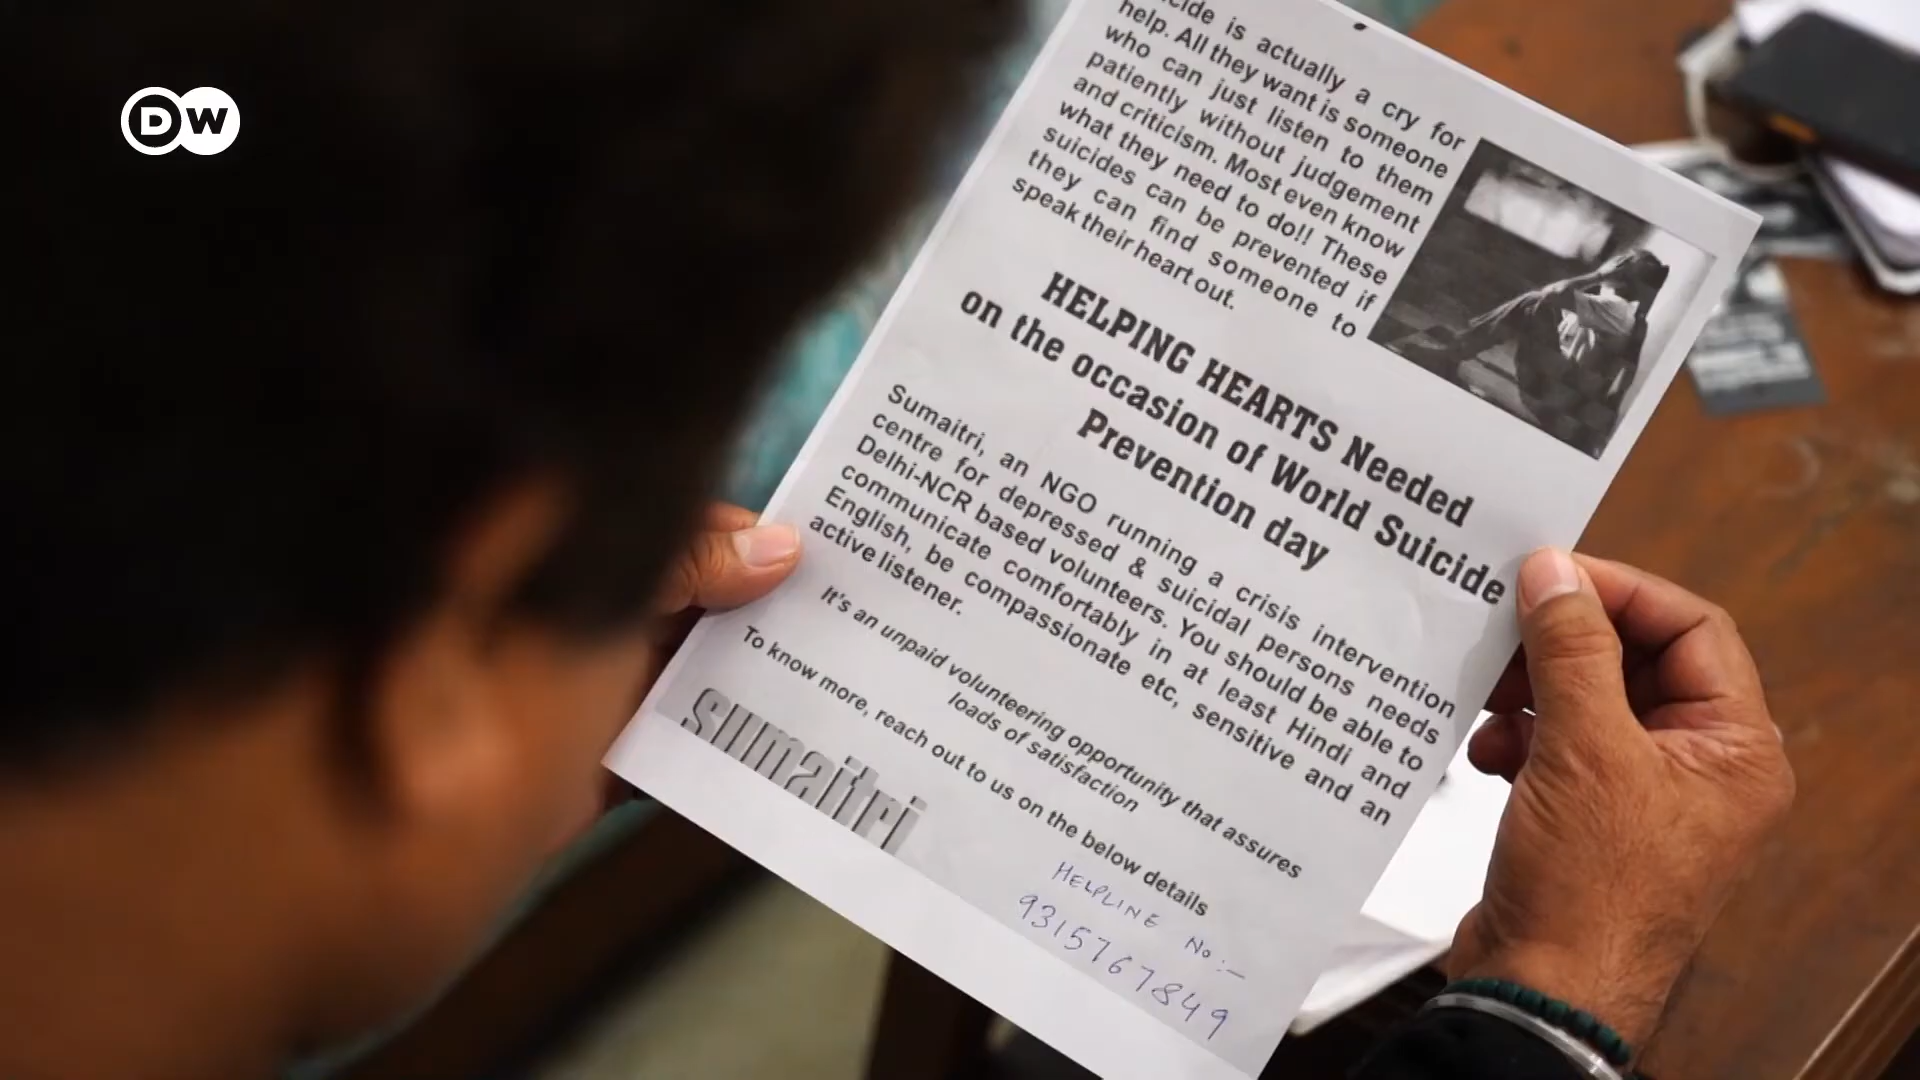 DW
is actually a cry for
help. All they want is someone
who can just listen to them
patiently without judgement
and criticism. Most even know
what they need to do!! These
suicides can be prevented if
they can find someone to
speak their heart out.
HELPING HEARTS Needed
on the occasion of World Suicide
Prevention day
Sumaitri, an NGO running a crisis intervention
centre for depressed & suicidal persons needs
Delhi-NCR based volunteers. You should be able to
communicate comfortably in at least Hindi and
English, be compassionate etc, sensitive and an
active listener.
It's an unpaid volunteering opportunity that assures
loads of satisfaction
To know more, reach out to us on the below details
sumaitri
HELPLINE No:-
9315767849